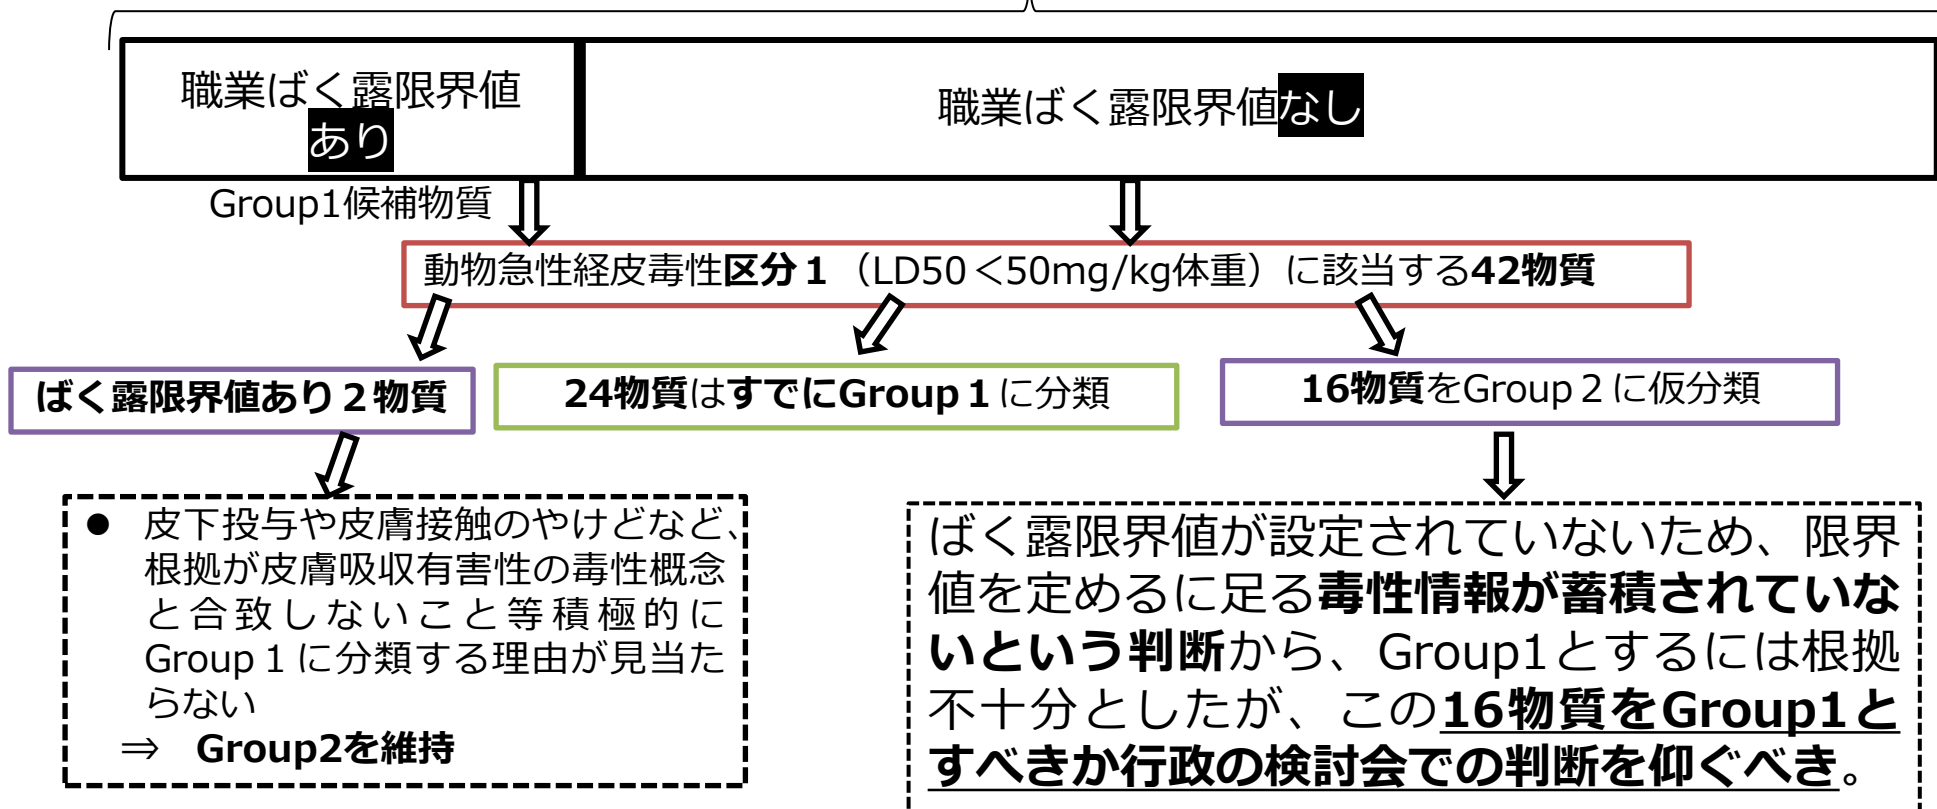 職業ばく露限界値
あり
職業ばく露限界値なし
Group1候補物質
動物急性経皮毒性区分１（LD50＜50mg/kg体重）に該当する42物質
ばく露限界値あり２物質
24物質はすでにGroup１に分類
16物質をGroup２に仮分類
● 皮下投与や皮膚接触のやけどなど、
根拠が皮膚吸収有害性の毒性概念
と合致しないこと等積極的に
Group１に分類する理由が見当た
らない
⇒ Group2を維持
ばく露限界値が設定されていないため、限界
値を定めるに足る毒性情報が蓄積されていな
いという判断から、Group1とするには根拠
不十分としたが、この16物質をGroup1と
すべきか行政の検討会での判断を仰ぐべき。